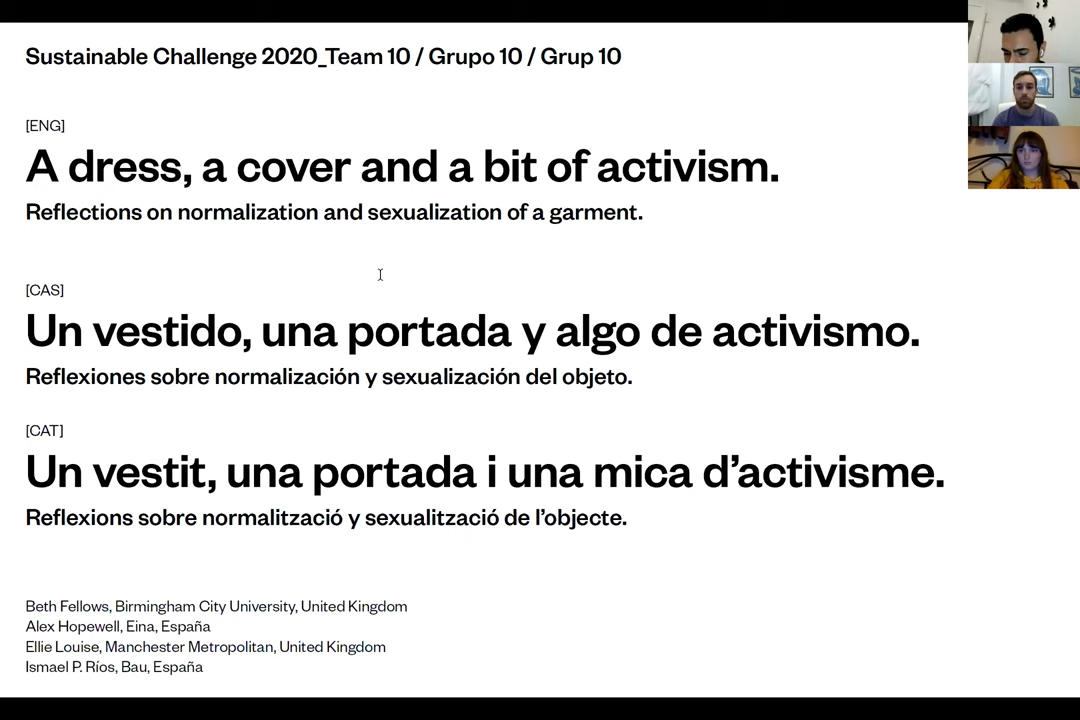 Sustainable Challenge 2020_Team 10 / Grupo 10 / Grup 10
[ENG]
A dress, a cover and a bit of activism.
Reflections on normalization and sexualization of a garment.
[CAS]
Un vestido, una portada y algo de activismo.
Reflexiones sobre normalización y sexualización del objeto.
[CAT]
Un vestit, una portada i una mica d’activisme.
Reflexions sobre normalització y sexualització de l’objecte.
Beth Fellows, Birmingham City University, United Kingdom
Alex Hopewell, Eina, España
Ellie Louise, Manchester Metropolitan, United Kingdom
Ismael P. Ríos, Bau, España